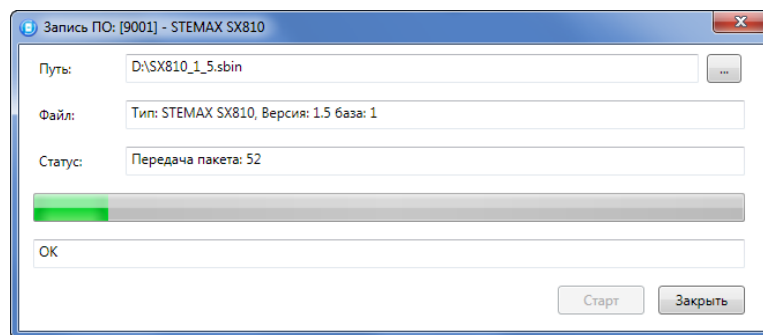 Запись ПО: [9001] - STEMAX SX810
Путь: D:\SX810_1_5.sbin ...
Файл: Тип: STEMAX SX810, Версия: 1.5 база: 1
Статус: Передача пакета: 52
OK
Старт Закрыть